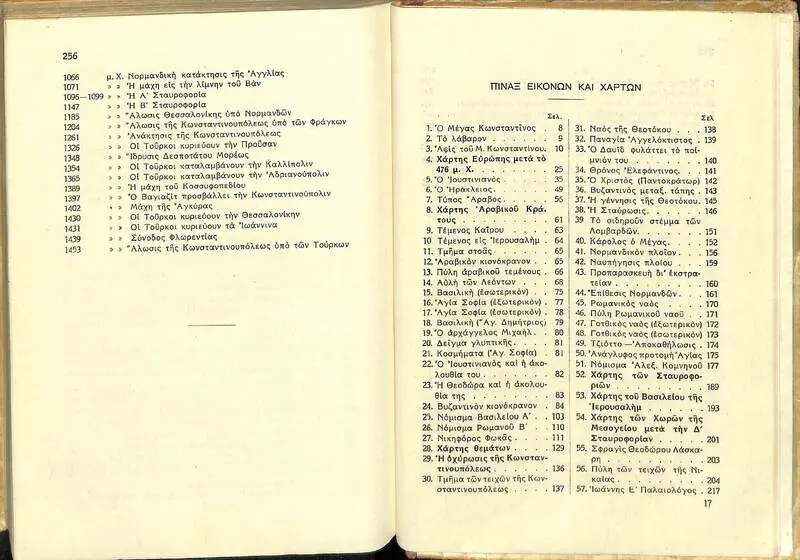 256
1066 μ. Χ. Νορμανδικὴ κατάκτησις τῆς Ἀγγλίας
1071 » » Ἡ μάχη εἰς τὴν λίμνην τοῦ Βὰν
1096—1099 » » Ἡ Α΄ Σταυροφορία
1147 » » Ἡ Β΄ Σταυροφορία
1185 » » Ἅλωσις Θεσσαλονίκης ὑπὸ Νορμανδῶν
1204 » » Ἅλωσις τῆς Κωνσταντινουπόλεως ὑπὸ τῶν Φράγκων
1261 » » Ἀνάκτησις τῆς Κωνσταντινουπόλεως
1326 » » Οἱ Τοῦρκοι κυριεύουν τὴν Προῦσαν
1348 » » Ἵδρυσις Δεσποτάτου Μορέως
1354 » » Οἱ Τοῦρκοι καταλαμβάνουν τὴν Καλλίπολιν
1365 » » Οἱ Τοῦρκοι καταλαμβάνουν τὴν Ἀδριανούπολιν
1389 » » Ἡ μάχη τοῦ Κοσσυφοπεδίου
1397 » » Ὁ Βαγιαζὶτ προσβάλλει τὴν Κωνσταντινούπολιν
1402 » » Μάχη τῆς Ἀγκύρας
1430 » » Οἱ Τοῦρκοι κυριεύουν τὴν Θεσσαλονίκην
1431 » » Οἱ Τοῦρκοι κυριεύουν τὰ Ἰωάννινα
1439 » » Σύνοδος Φλωρεντίας
1453 » » Ἅλωσις τῆς Κωνσταντινουπόλεως ὑπὸ τῶν Τούρκων
ΠΙΝΑΞ ΕΙΚΟΝΩΝ ΚΑΙ ΧΑΡΤΩΝ
Σελ.
1. Ὁ Μέγας Κωνσταντῖνος . 8
2. Τὸ λάβαρον . . . . . 9
3. Ἁψὶς τοῦ Μ. Κωνσταντίνου. 10
4. Χάρτης Εὐρώπης μετὰ τὸ
476 μ. Χ. . . . . . . 25
5. Ὁ Ἰουστινιανός . . . . 35
6. Ὁ Ἡράκλειος . . . . . 49
7. Τύπος Ἄραβος . . . . . 56
8. Χάρτης Ἀραβικοῦ Κρά-
τους . . . . . . . . 61
9. Τέμενος Καΐρου . . . . 63
10 Τέμενος εἰς Ἱερουσαλήμ . 64
11. Τμῆμα στοᾶς . . . . . 65
12. Ἀραβικὸν κιονόκρανον . . 65
13. Πύλη ἀραβικοῦ τεμένους . 66
14. Αὐλὴ τῶν Λεόντων . . . 68
15. Βασιλικὴ (ἐσωτερικόν) . 75
16. Ἁγία Σοφία (ἐξωτερικόν) . 77
17. Ἁγία Σοφία (ἐσωτερικόν) . 78
18. Βασιλικὴ (Ἅγ. Δημήτριος) 79
19. Ὁ ἀρχάγγελος Μιχαήλ . 80
20. Δεῖγμα γλυπτικῆς . . . 81
21. Κοσμήματα (Ἁγ. Σοφία) . 81
22. Ὁ Ἰουστινιανὸς καὶ ἡ ἀκο-
λουθία του . . . . . . 82
23. Ἡ Θεοδώρα καὶ ἡ ἀκολου-
θία της . . . . . . . 83
24. Βυζαντινὸν κιονόκρανον . 84
25. Νόμισμα Βασιλείου Α΄ . . 103
26. Νόμισμα Ρωμανοῦ Β΄ . . 110
27. Νικηφόρος Φωκᾶς . . . 111
28. Χάρτης θεμάτων . . . . 129
29. Ἡ ὀχύρωσις τῆς Κωνσταν-
τινουπόλεως . . . . . . 136
30. Τμῆμα τῶν τειχῶν τῆς Κων-
σταντινουπόλεως . . . . 137
Σελ
31. Ναὸς τῆς Θεοτόκου . . . 138
32. Παναγία Ἀγγελόκτιστος . 139
33. Ὁ Δαυῒδ φυλάττει τὸ ποί-
μνιόν του . . . . . . . 140
34. Θρόνος Ἐλεφάντινος. . . 141
35. Ὁ Χριστὸς (Παντοκράτωρ) 142
36. Βυζαντινὸς μεταξ. τάπης . 143
37. Ἡ γέννησις τῆς Θεοτόκου. 145
38. Ἡ Σταύρωσις. . . . . . 146
39 Τὸ σιδηροῦν στέμμα τῶν
Λομβαρδῶν. . . . . . . 151
40. Κάρολος ὁ Μέγας. . . . 152
41. Νορμανδικὸν πλοῖον . . . 156
42. Ναυπήγησις πλοίου . . . 159
43. Προπαρασκευὴ δι’ ἐκστρα-
τείαν . . . . . . . . 160
44. Ἐπίθεσις Νορμανδῶν . . 161
45. Ρωμανικὸς ναὸς . . . . 170
46. Πύλη Ρωμανικοῦ ναοῦ . . 171
47. Γοτθικὸς ναὸς (ἐξωτερικὸν) 172
48. Γοτθικὸς ναὸς (ἐσωτερικὸν) 173
49. Τζιόττο—Ἀποκαθήλωσις . 174
50. Ἀνάγλυφος προτομὴ Ἁγίας 175
51. Νόμισμα Ἀλεξ. Κομνηνοῦ 177
52. Χάρτης τῶν Σταυροφο-
ριῶν . . . . . . . . 189
53. Χάρτης τοῦ Βασιλείου τῆς
Ἱερουσαλὴμ . . . . . . 193
54. Χάρτης τῶν Χωρῶν τῆς
Μεσογείου μετὰ τὴν Δ΄
Σταυροφορίαν . . . . . 201
55. Σφραγὶς Θεοδώρου Λάσκα-
ρη . . . . . . . . . 203
56. Πύλη τῶν τειχῶν τῆς Νι-
καίας. . . . . . . . . 204
57. Ἰωάννης Ε΄ Παλαιολόγος . 217
17